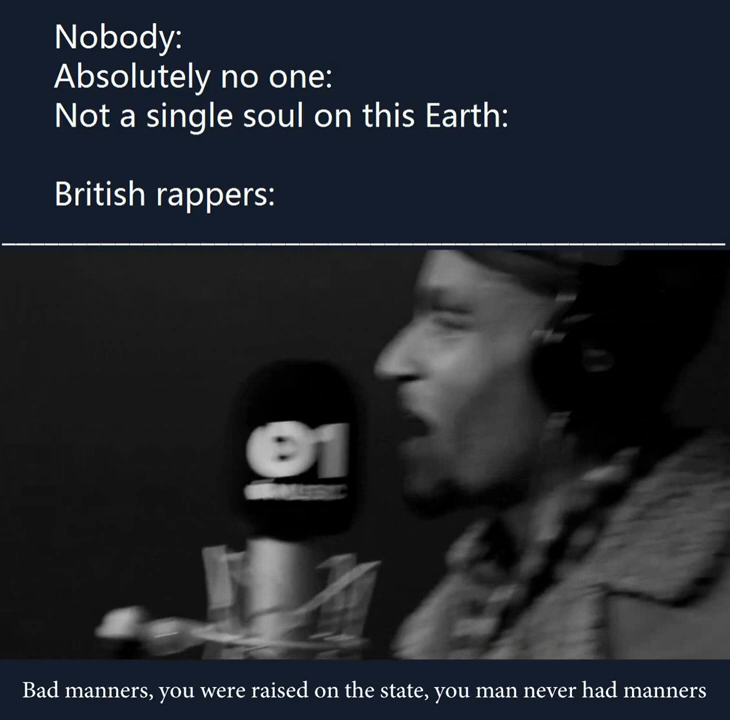 Nobody:
Absolutely no one:
Not a single soul on this Earth:
British rappers:
1
Bad manners, you were raised on the state, you man never had manners